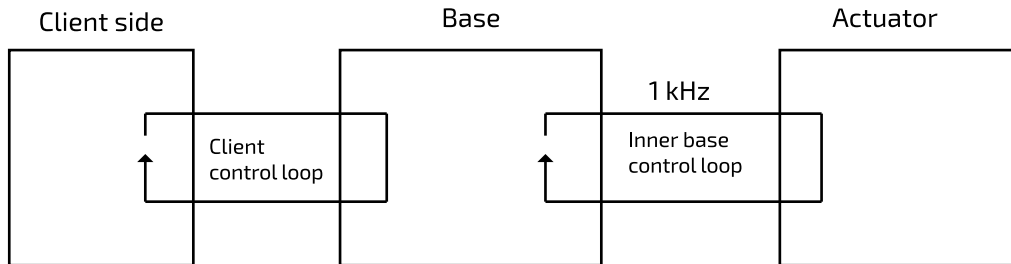 Client side
Base
Actuator
1 kHz
Client
control loop
Inner base
control loop